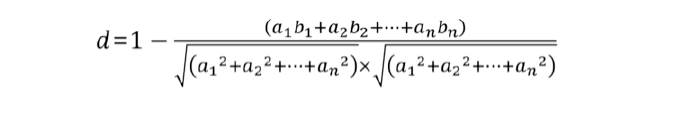 d=1 − (a₁b₁+a₂b₂+⋯+aₙbₙ) / √(a₁²+a₂²+⋯+aₙ²)×√(a₁²+a₂²+⋯+aₙ²)